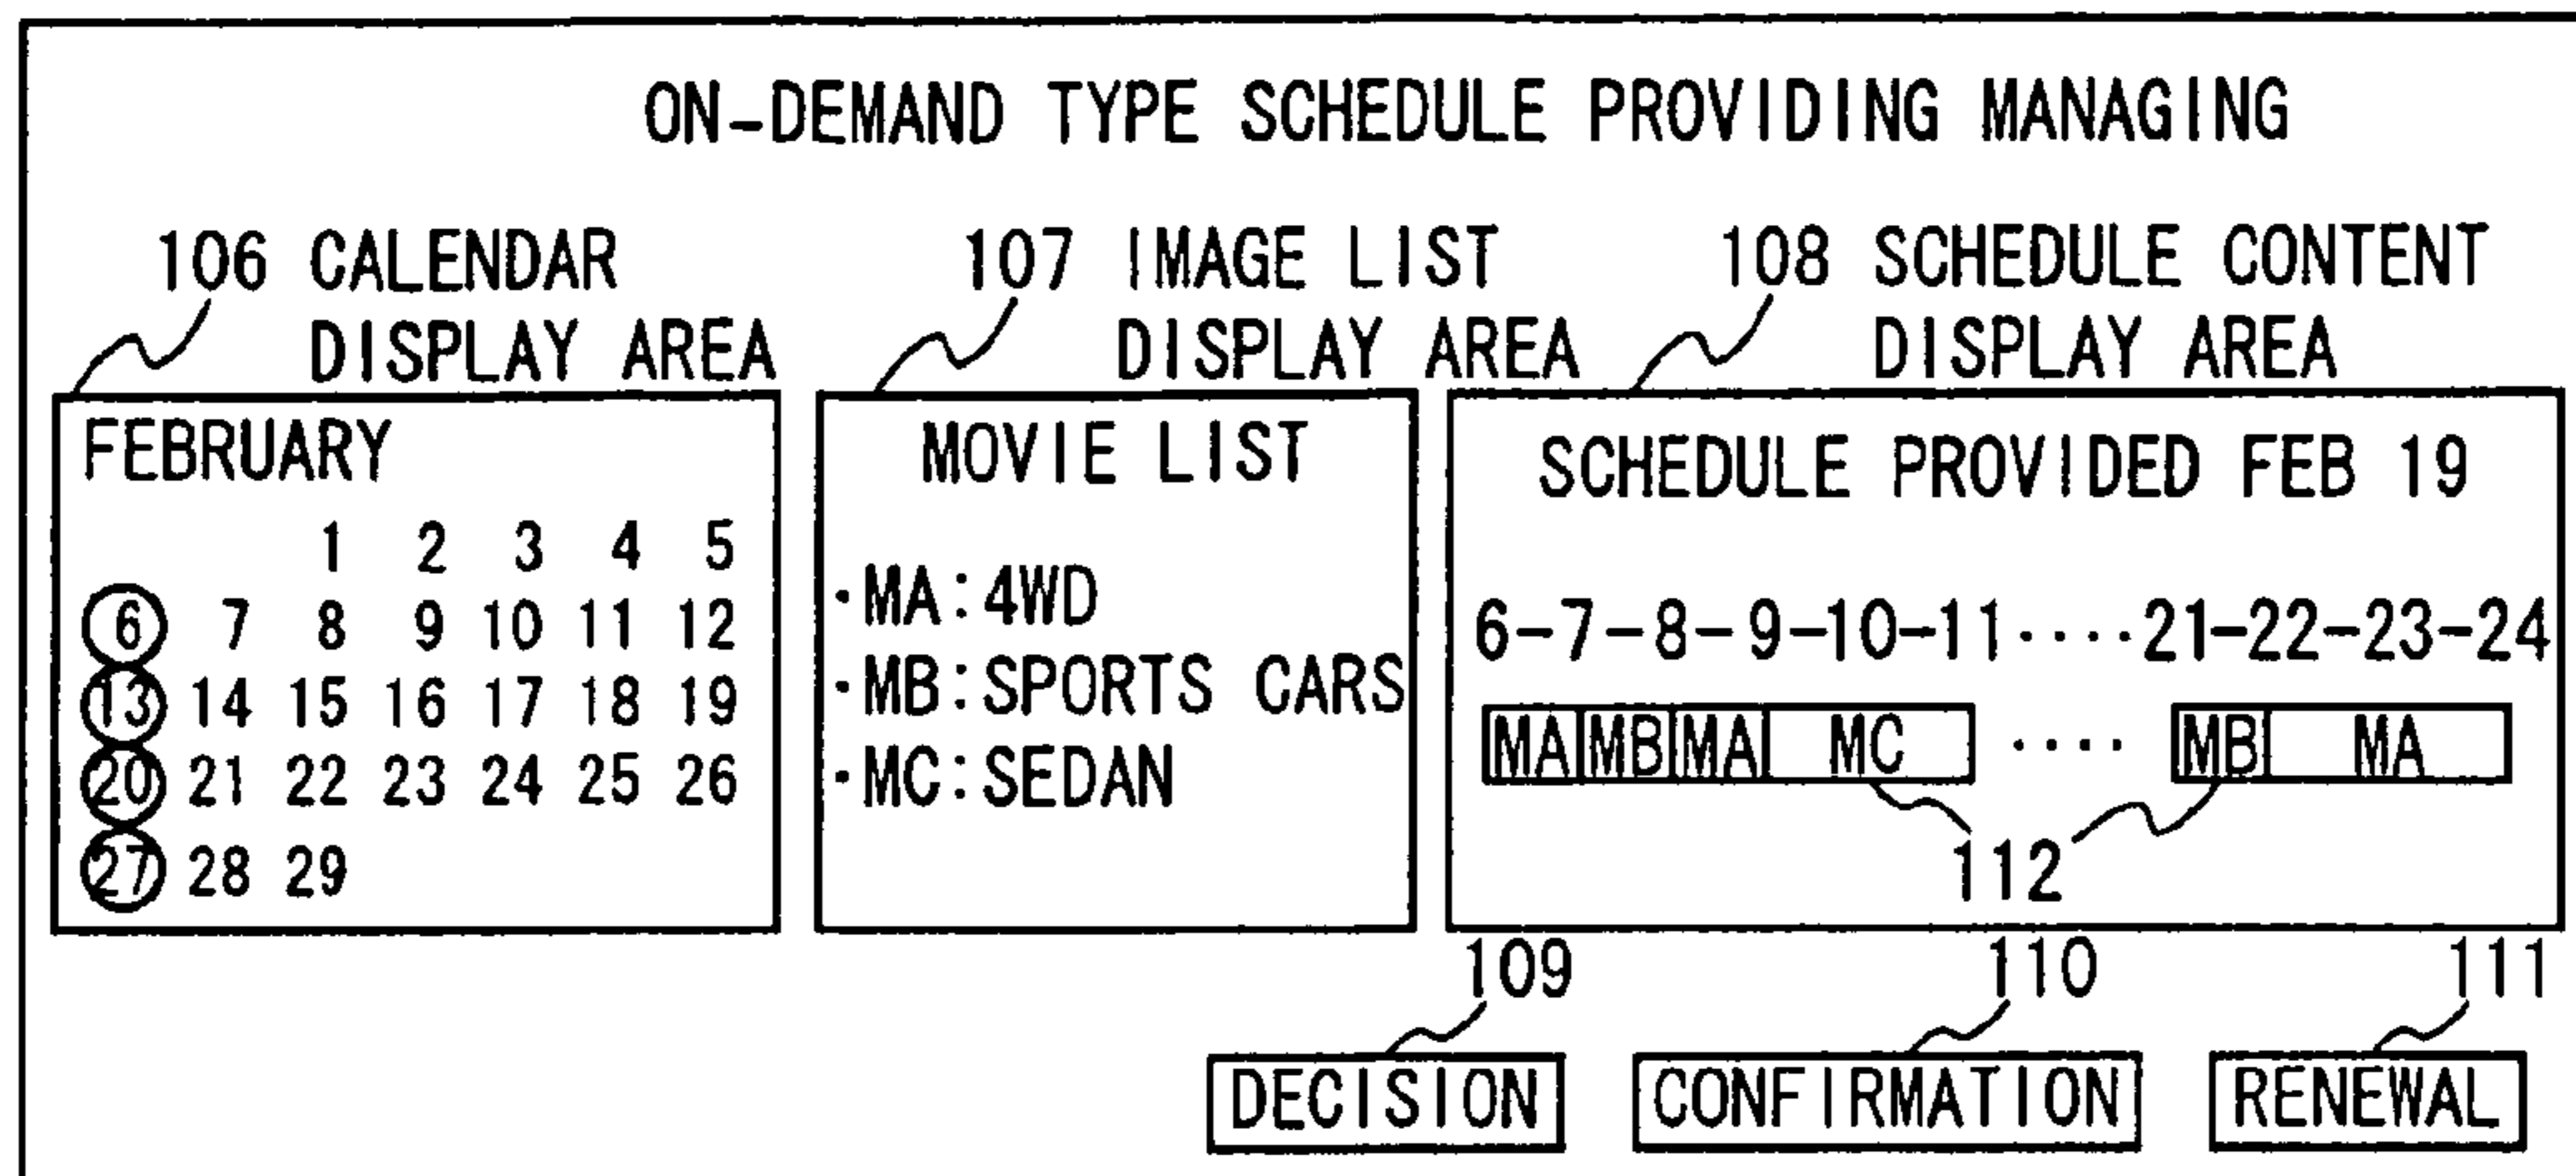 ON-DEMAND TYPE SCHEDULE PROVIDING MANAGING
106 CALENDAR
DISPLAY AREA
FEBRUARY
1 2 3 4 5
6 7 8 9 10 11 12
13 14 15 16 17 18 19
20 21 22 23 24 25 26
27 28 29
107 IMAGE LIST
DISPLAY AREA
MOVIE LIST
·MA:4WD
·MB:SPORTS CARS
·MC:SEDAN
108 SCHEDULE CONTENT
DISPLAY AREA
SCHEDULE PROVIDED FEB 19
6-7-8-9-10-11····21-22-23-24
MA MB MA MC ···· MB MA
112
109 110 111
DECISION CONFIRMATION RENEWAL